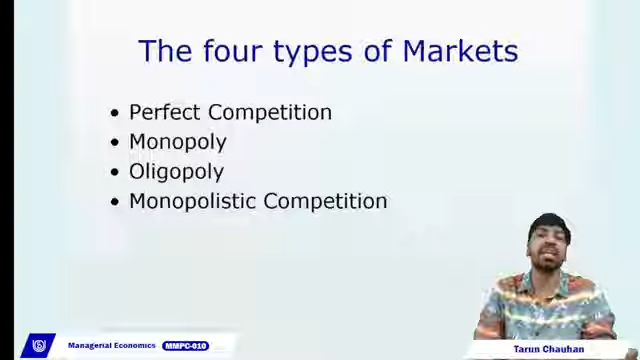 The four types of Markets
• Perfect Competition
• Monopoly
• Oligopoly
• Monopolistic Competition
Managerial Economics MMPC-010
Tarun Chauhan